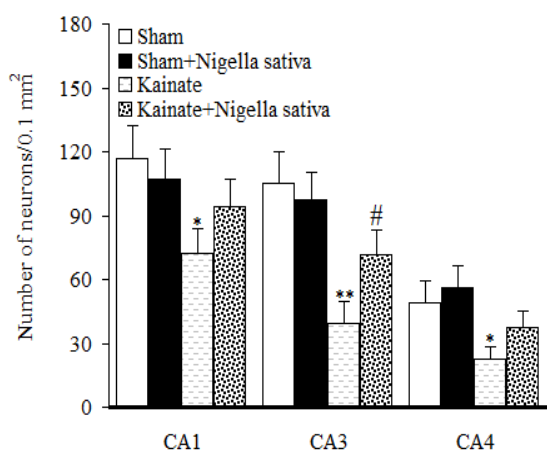 Number of neurons/0.1 mm²
180
150
120
90
60
30
0
Sham
Sham+Nigella sativa
Kainate
Kainate+Nigella sativa
*
**
#
*
CA1 CA3 CA4